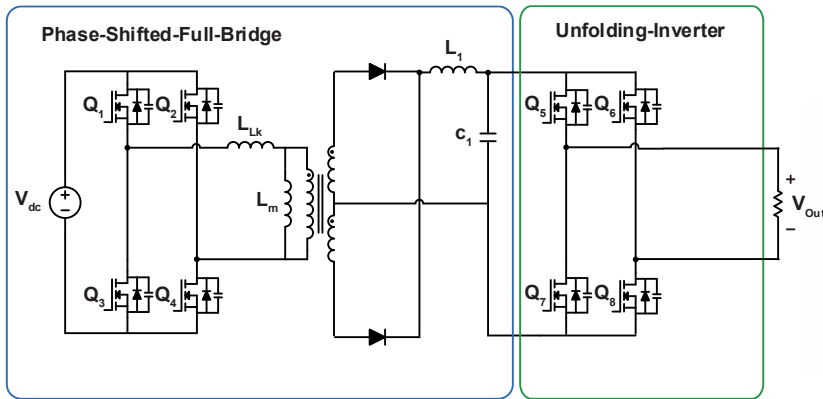 Phase-Shifted-Full-Bridge
Unfolding-Inverter
L1
Q1
Q2
Q5
Q6
LLk
c1
Vdc
Lm
+
−
+
VOut
−
Q3
Q4
Q7
Q8